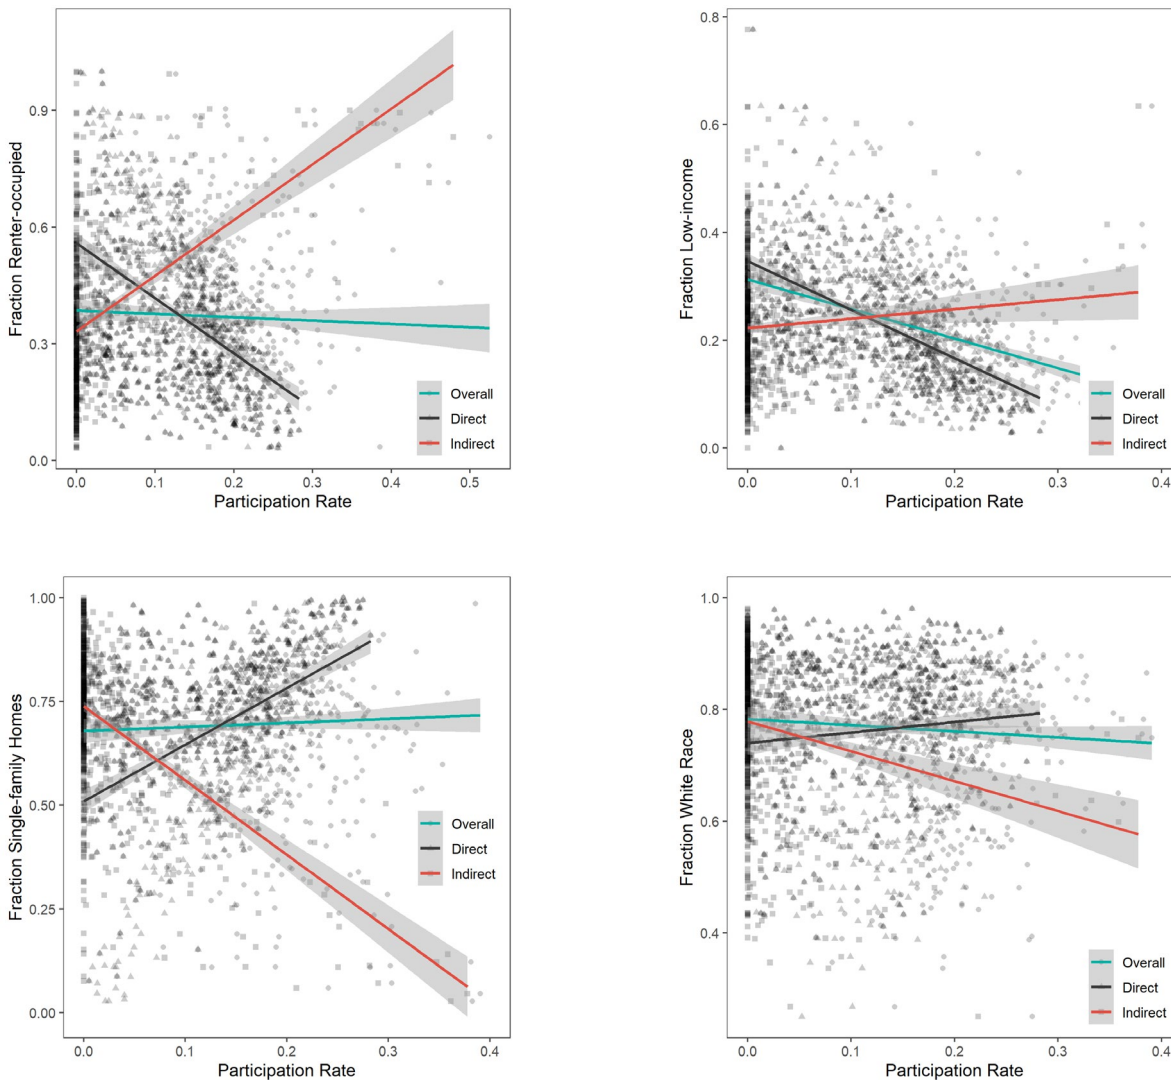 Fraction Renter-occupied
0.9
0.6
0.3
0.0
0.0 0.1 0.2 0.3 0.4 0.5
Participation Rate
Overall
Direct
Indirect
Fraction Low-income
0.8
0.6
0.4
0.2
0.0
0.0 0.1 0.2 0.3 0.4
Participation Rate
Overall
Direct
Indirect
Fraction Single-family Homes
1.00
0.75
0.50
0.25
0.00
0.0 0.1 0.2 0.3 0.4
Participation Rate
Overall
Direct
Indirect
Fraction White Race
1.0
0.8
0.6
0.4
0.0 0.1 0.2 0.3 0.4
Participation Rate
Overall
Direct
Indirect